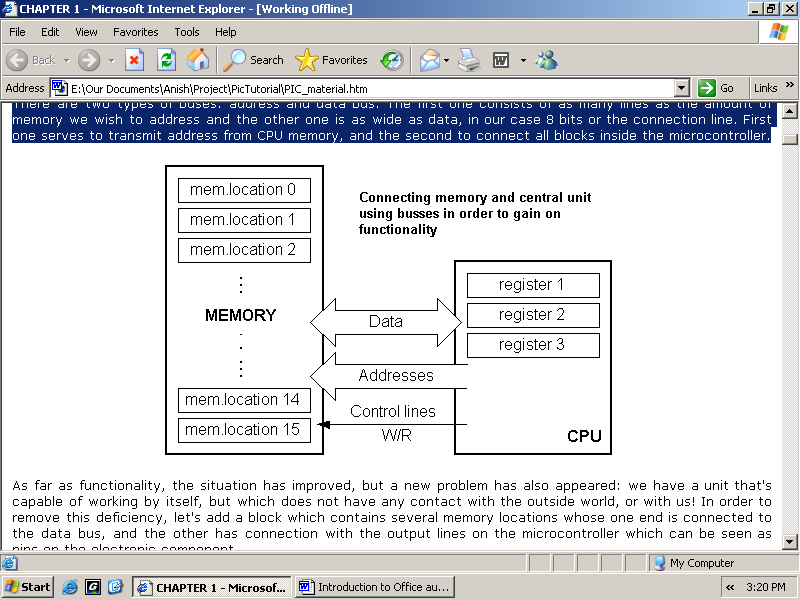 CHAPTER 1 - Microsoft Internet Explorer - [Working Offline]
File Edit View Favorites Tools Help
Back Search Favorites
Address E:\Our Documents\Anish\Project\PicTutorial\PIC_material.htm Go Links »
There are two types of buses: address and data bus. The first one consists of as many lines as the amount of
memory we wish to address and the other one is as wide as data, in our case 8 bits or the connection line. First
one serves to transmit address from CPU memory, and the second to connect all blocks inside the microcontroller.
mem.location 0
mem.location 1
mem.location 2
MEMORY
mem.location 14
mem.location 15
Connecting memory and central unit
using busses in order to gain on
functionality
register 1
register 2
register 3
Data
Addresses
Control lines
W/R
CPU
As far as functionality, the situation has improved, but a new problem has also appeared: we have a unit that's
capable of working by itself, but which does not have any contact with the outside world, or with us! In order to
remove this deficiency, let's add a block which contains several memory locations whose one end is connected to
the data bus, and the other has connection with the output lines on the microcontroller which can be seen as
pins on the electronic component.
My Computer
Start CHAPTER 1 - Microsof... Introduction to Office au... « 3:20 PM